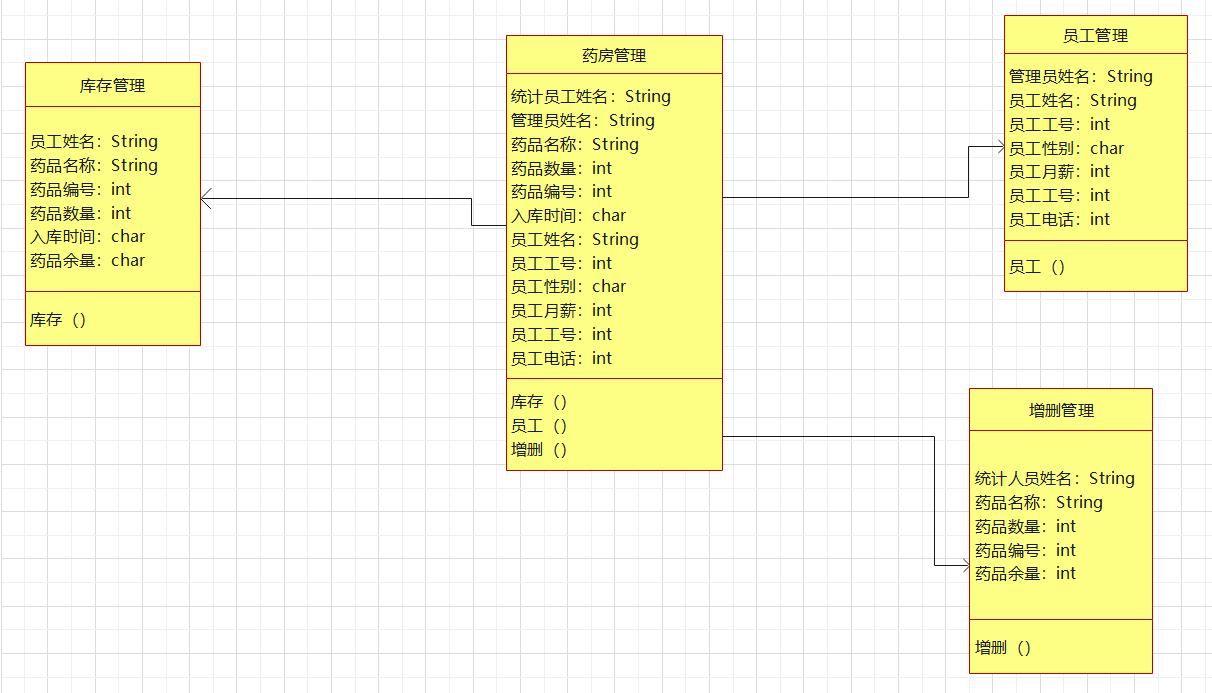 库存管理
员工姓名：String
药品名称：String
药品编号：int
药品数量：int
入库时间：char
药品余量：char
库存（）
药房管理
统计员工姓名：String
管理员姓名：String
药品名称：String
药品数量：int
药品编号：int
入库时间：char
员工姓名：String
员工工号：int
员工性别：char
员工月薪：int
员工工号：int
员工电话：int
库存（）
员工（）
增删（）
员工管理
管理员姓名：String
员工姓名：String
员工工号：int
员工性别：char
员工月薪：int
员工工号：int
员工电话：int
员工（）
增删管理
统计人员姓名：String
药品名称：String
药品数量：int
药品编号：int
药品余量：int
增删（）